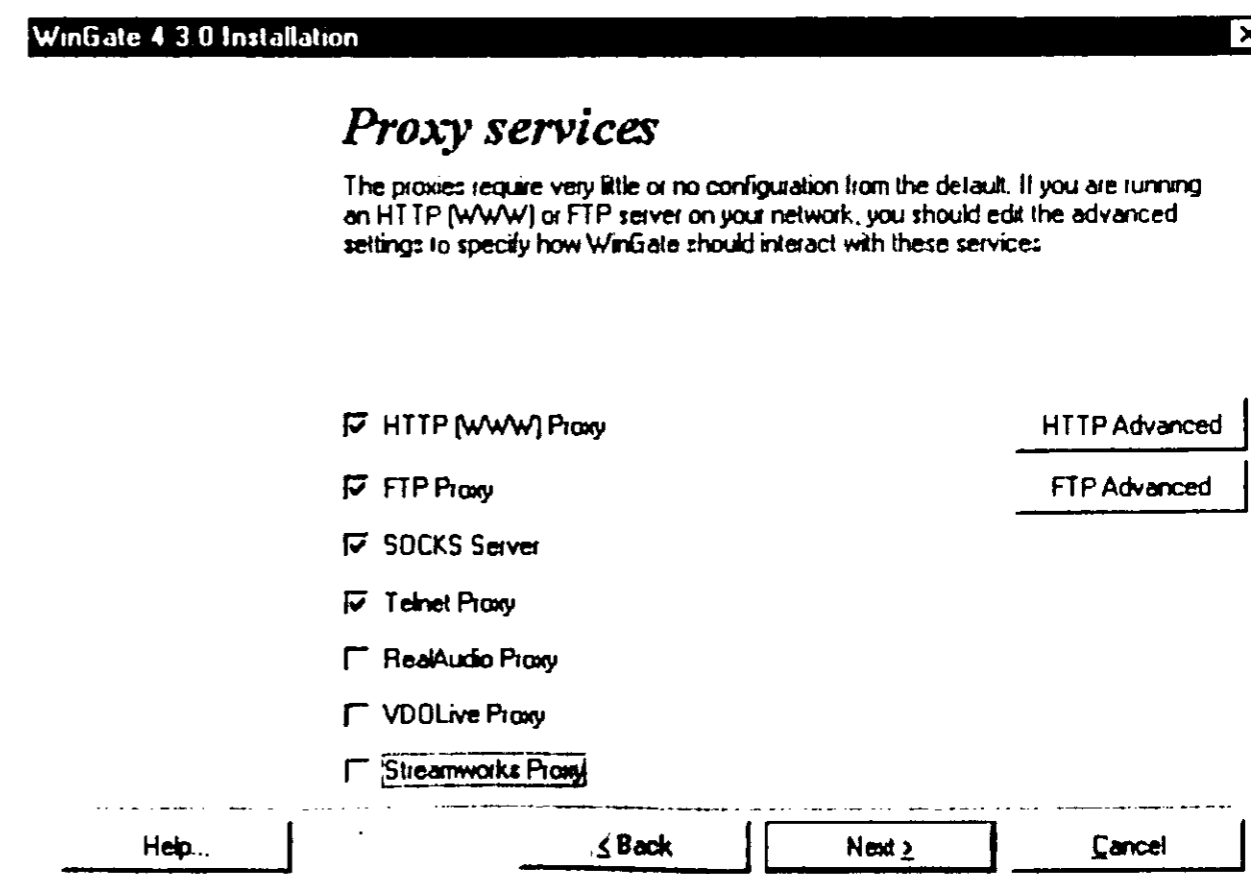 WinGate 4 3.0 Installation
Proxy services
The proxies require very little or no configuration from the default. If you are running
an HTTP (WWW) or FTP server on your network, you should edit the advanced
settings to specify how WinGate should interact with these services
HTTP (WWW) Proxy
HTTP Advanced
FTP Proxy
FTP Advanced
SOCKS Server
Telnet Proxy
RealAudio Proxy
VDOLive Proxy
Streamworks Proxy
Help...
< Back
Next >
Cancel